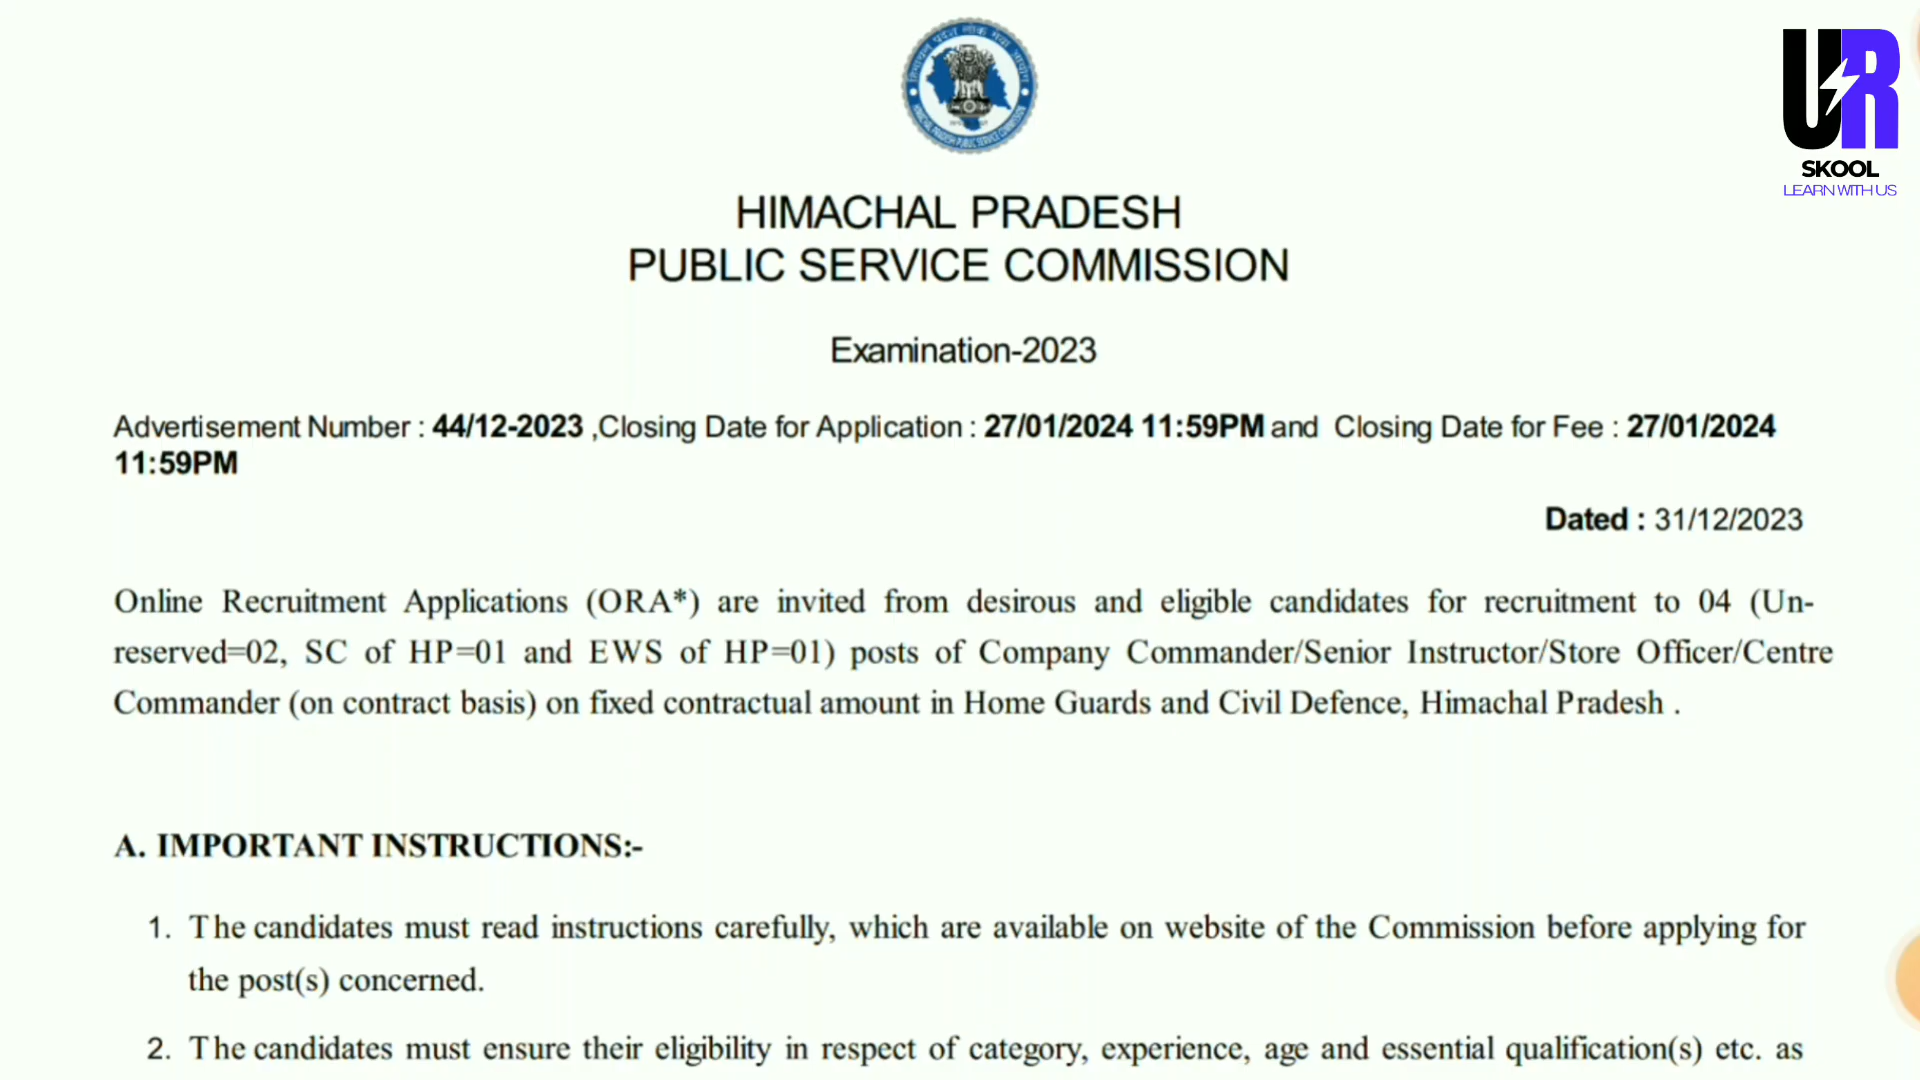 UR
SKOOL
LEARN WITH US
HIMACHAL PRADESH
PUBLIC SERVICE COMMISSION
Examination-2023
Advertisement Number : 44/12-2023 ,Closing Date for Application : 27/01/2024 11:59PM and Closing Date for Fee : 27/01/2024
11:59PM
Dated : 31/12/2023
Online Recruitment Applications (ORA*) are invited from desirous and eligible candidates for recruitment to 04 (Un-
reserved=02, SC of HP=01 and EWS of HP=01) posts of Company Commander/Senior Instructor/Store Officer/Centre
Commander (on contract basis) on fixed contractual amount in Home Guards and Civil Defence, Himachal Pradesh .
A. IMPORTANT INSTRUCTIONS:-
1. The candidates must read instructions carefully, which are available on website of the Commission before applying for
the post(s) concerned.
2. The candidates must ensure their eligibility in respect of category, experience, age and essential qualification(s) etc. as